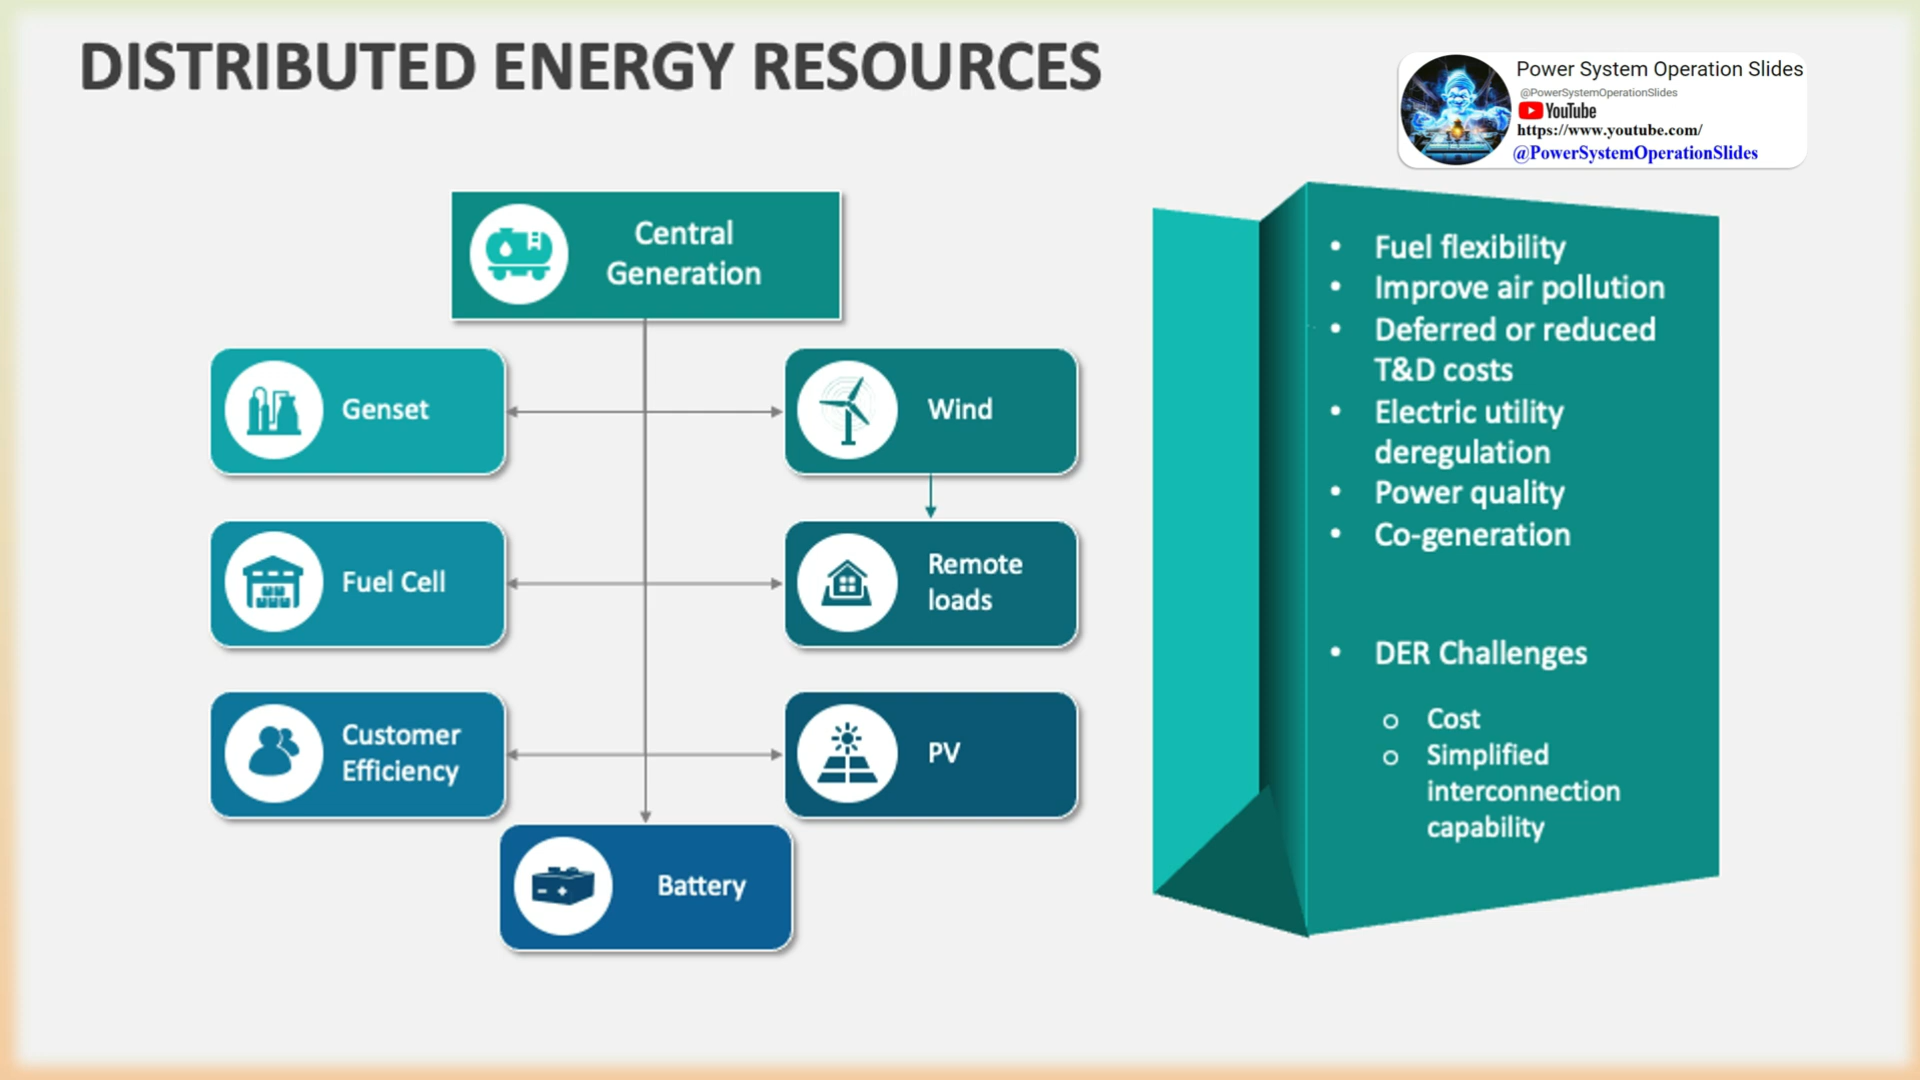 DISTRIBUTED ENERGY RESOURCES
Power System Operation Slides
@PowerSystemOperationSlides
YouTube
https://www.youtube.com/
@PowerSystemOperationSlides
Central
Generation
Genset
Wind
Fuel Cell
Remote
loads
Customer
Efficiency
PV
Battery
• Fuel flexibility
• Improve air pollution
• Deferred or reduced
T&D costs
• Electric utility
deregulation
• Power quality
• Co-generation
• DER Challenges
o Cost
o Simplified
interconnection
capability